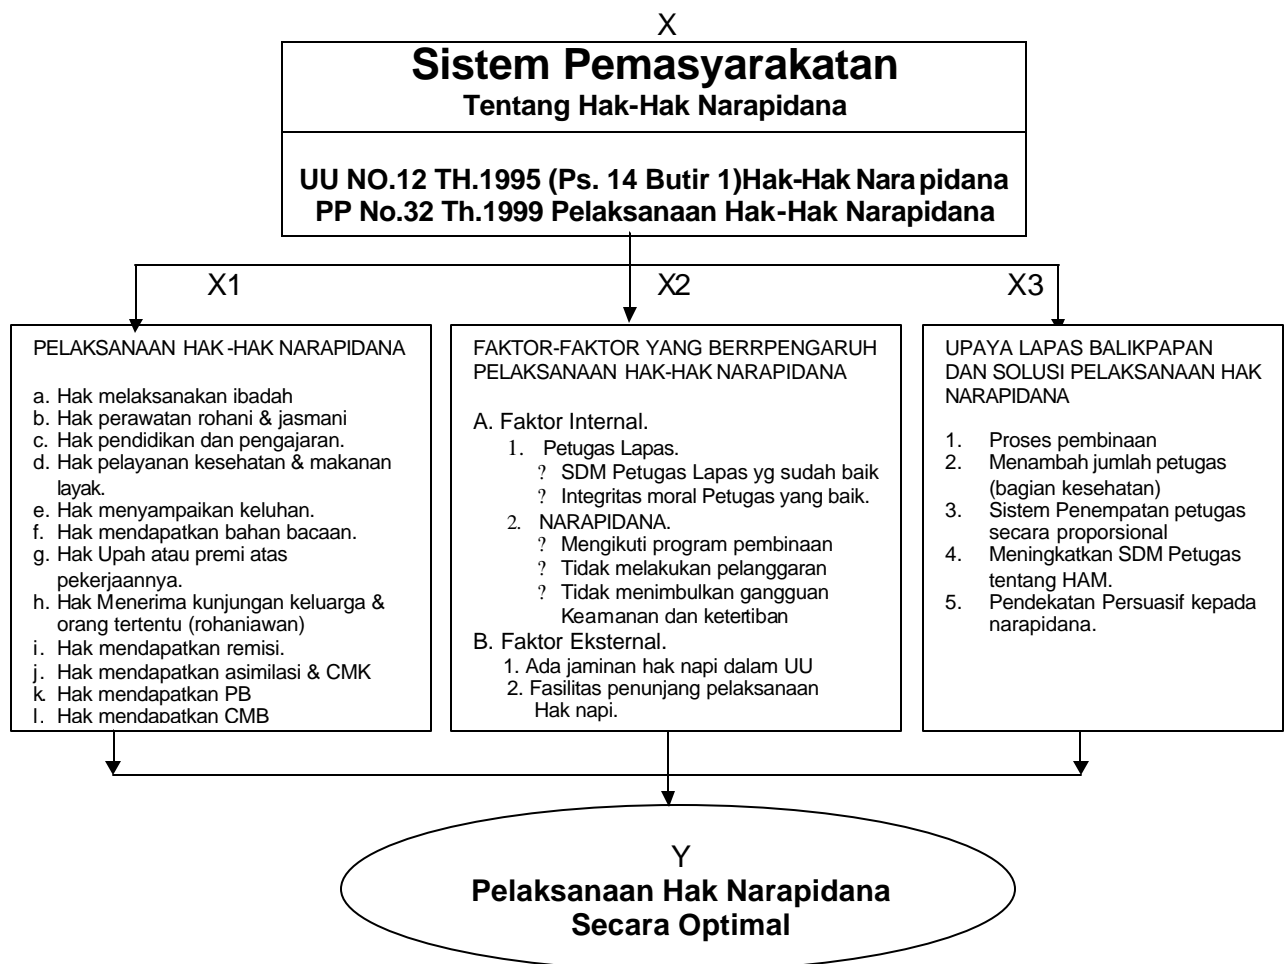 X
Sistem Pemasyarakatan
Tentang Hak-Hak Narapidana
UU NO.12 TH.1995 (Ps. 14 Butir 1)Hak-Hak Narapidana
PP No.32 Th.1999 Pelaksanaan Hak-Hak Narapidana
X1
X2
X3
PELAKSANAAN HAK-HAK NARAPIDANA
a. Hak melaksanakan ibadah
b. Hak perawatan rohani & jasmani
c. Hak pendidikan dan pengajaran.
d. Hak pelayanan kesehatan & makanan
layak.
e. Hak menyampaikan keluhan.
f. Hak mendapatkan bahan bacaan.
g. Hak Upah atau premi atas
pekerjaannya.
h. Hak Menerima kunjungan keluarga &
orang tertentu (rohaniawan)
i. Hak mendapatkan remisi.
j. Hak mendapatkan asimilasi & CMK
k. Hak mendapatkan PB
l. Hak mendapatkan CMB
FAKTOR-FAKTOR YANG BERRPENGARUH
PELAKSANAAN HAK-HAK NARAPIDANA
A. Faktor Internal.
1. Petugas Lapas.
? SDM Petugas Lapas yg sudah baik
? Integritas moral Petugas yang baik.
2. NARAPIDANA.
? Mengikuti program pembinaan
? Tidak melakukan pelanggaran
? Tidak menimbulkan gangguan
Keamanan dan ketertiban
B. Faktor Eksternal.
1. Ada jaminan hak napi dalam UU
2. Fasilitas penunjang pelaksanaan
Hak napi.
UPAYA LAPAS BALIKPAPAN
DAN SOLUSI PELAKSANAAN HAK
NARAPIDANA
1. Proses pembinaan
2. Menambah jumlah petugas
(bagian kesehatan)
3. Sistem Penempatan petugas
secara proporsional
4. Meningkatkan SDM Petugas
tentang HAM.
5. Pendekatan Persuasif kepada
narapidana.
Y
Pelaksanaan Hak Narapidana
Secara Optimal